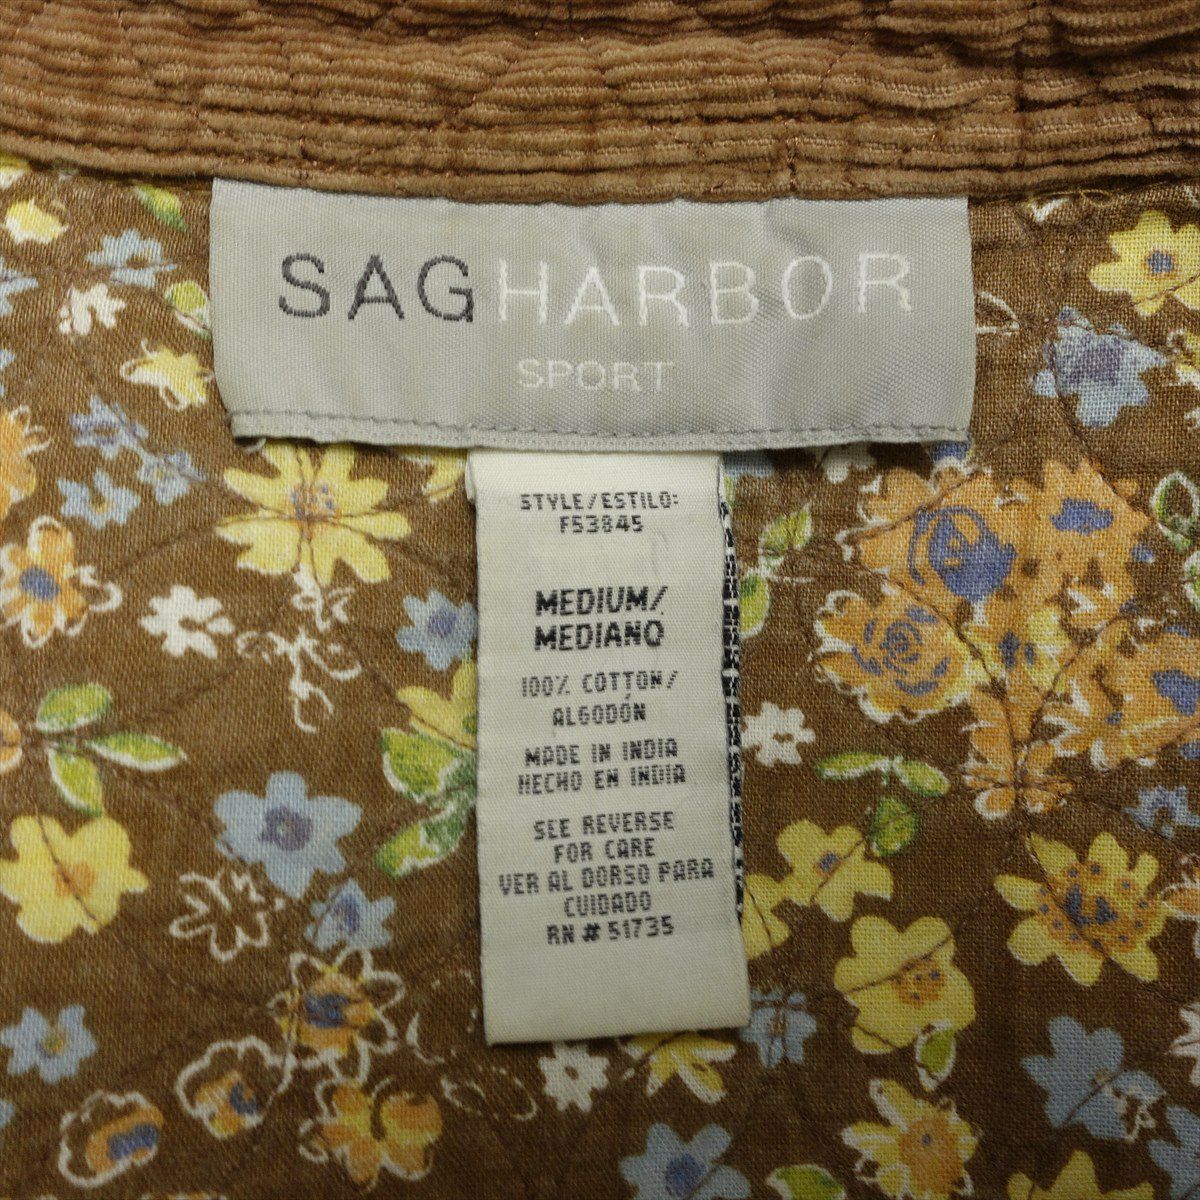 SAGHARBOR
SPORT
STYLE/ESTILO:
F53845
MEDIUM/
MEDIANO
100% COTTON/
ALGODÓN
MADE IN INDIA
HECHO EN INDIA
SEE REVERSE
FOR CARE
VER AL DORSO PARA
CUIDADO
RN # 51735